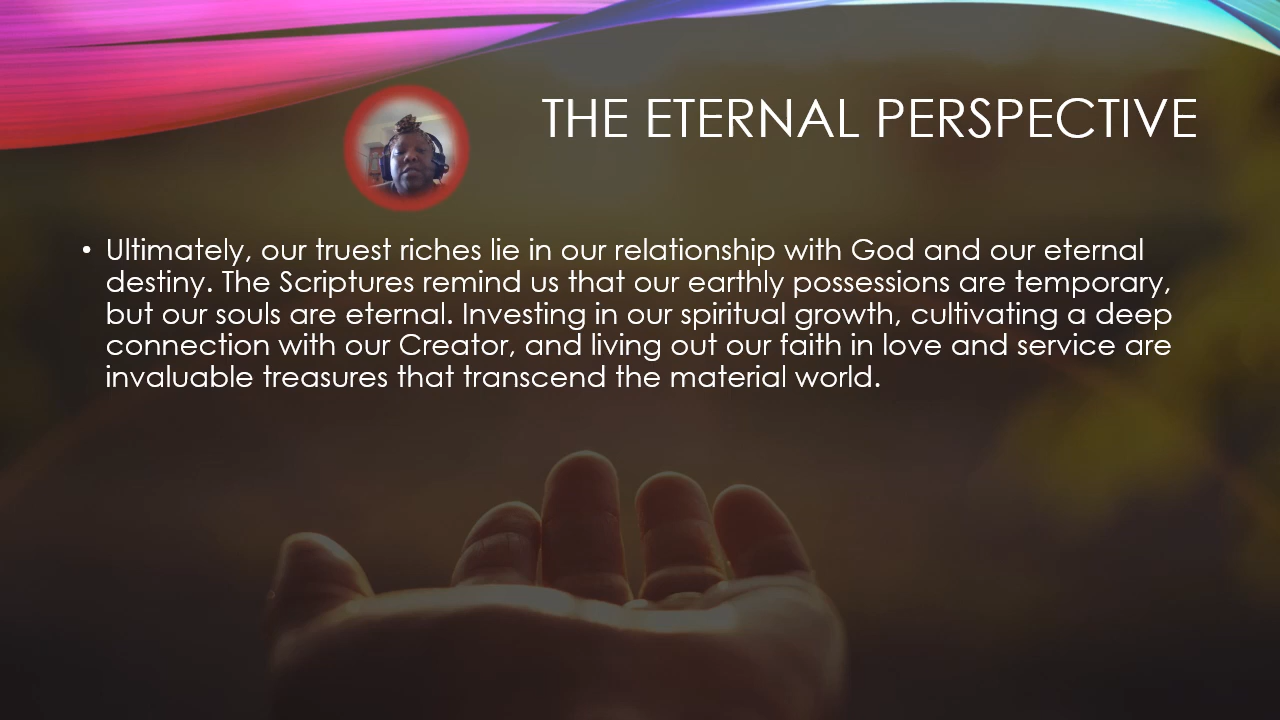 THE ETERNAL PERSPECTIVE
• Ultimately, our truest riches lie in our relationship with God and our eternal
destiny. The Scriptures remind us that our earthly possessions are temporary,
but our souls are eternal. Investing in our spiritual growth, cultivating a deep
connection with our Creator, and living out our faith in love and service are
invaluable treasures that transcend the material world.